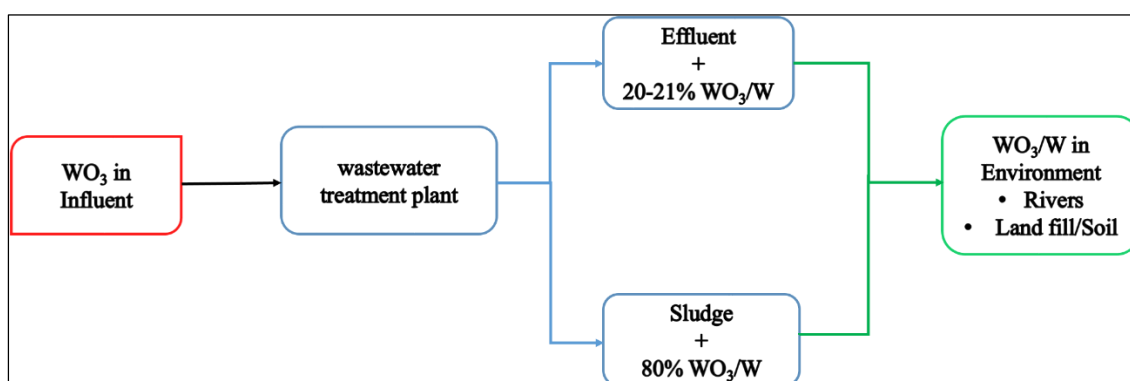 WO₃ in
Influent
wastewater
treatment plant
Effluent
+
20-21% WO₃/W
Sludge
+
80% WO₃/W
WO₃/W in
Environment
• Rivers
• Land fill/Soil